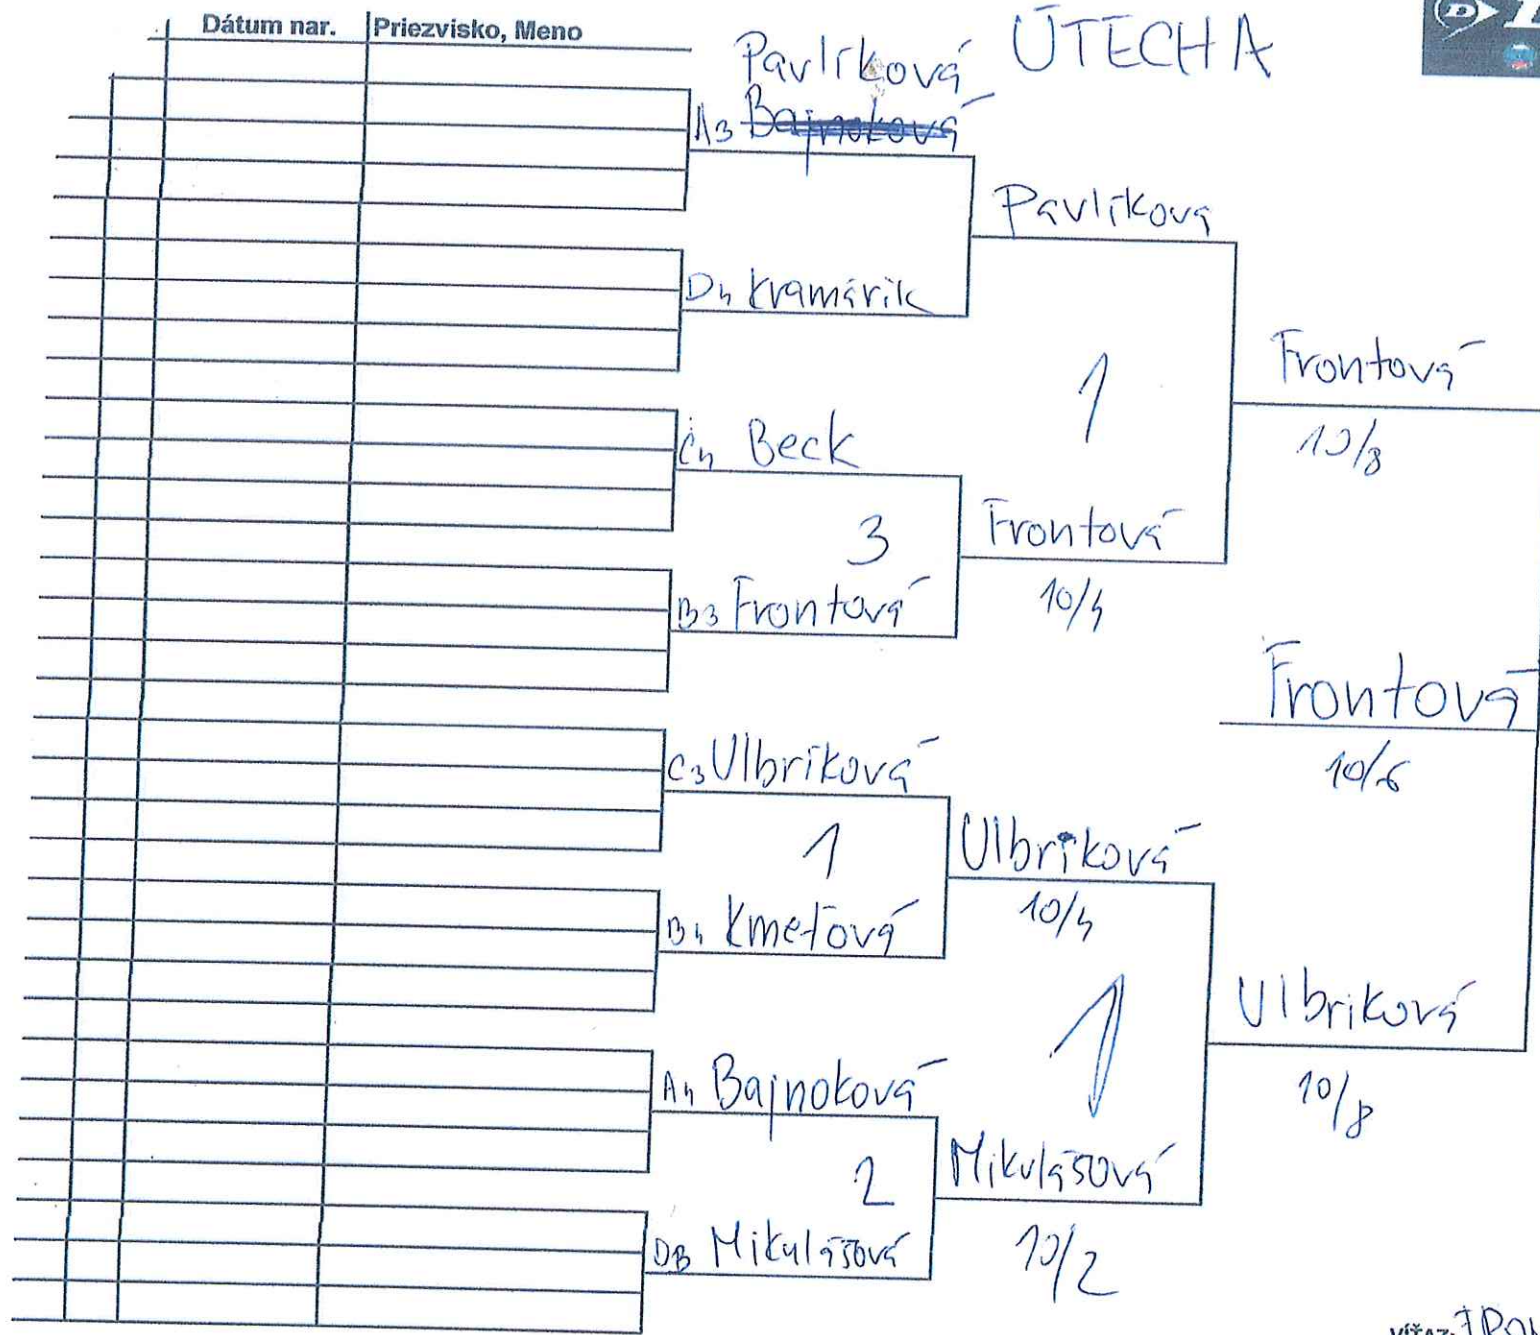 Dátum nar. Priezvisko, Meno
ÚTECHA
Pavlíková
A3 Bajnoková
Pavlíková
D4 Kramárik
1
Frontová
10/8
C4 Beck
3
Frontová
10/4
B3 Frontová
Frontová
10/6
C3 Ulbriková
1
Ulbriková
10/4
B4 Kmeťová
Ulbriková
10/8
1
A4 Bajnoková
2
Mikulášová
10/2
D3 Mikulášová
VÍŤAZ: